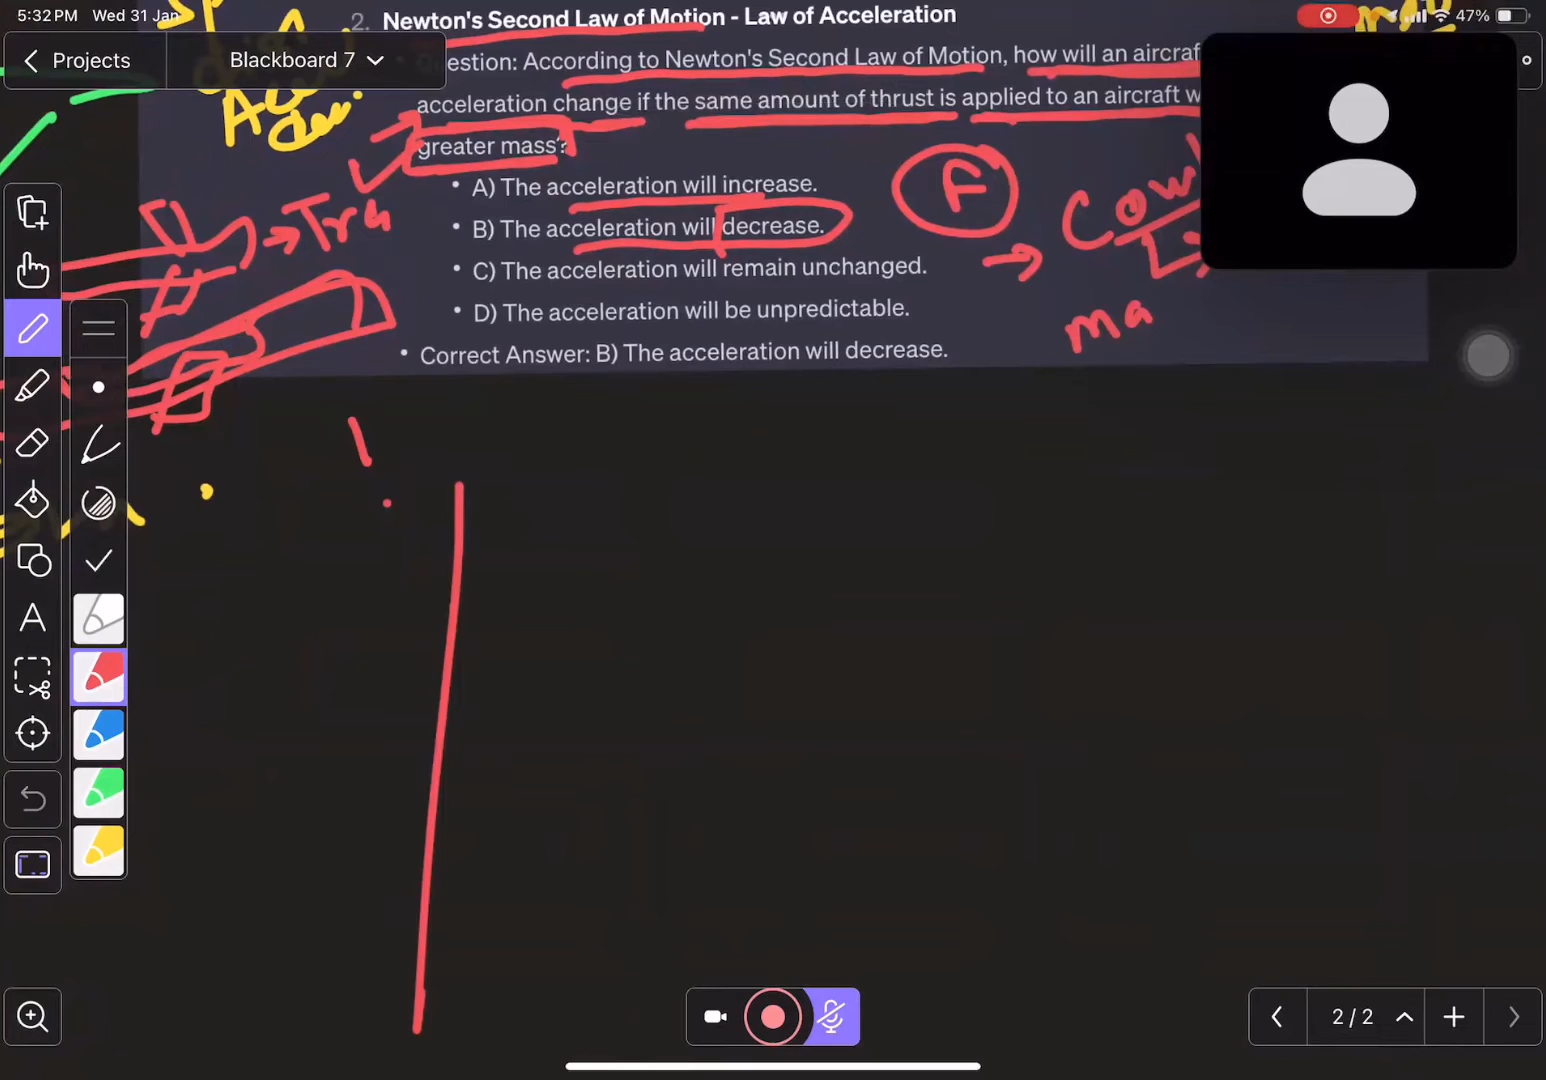 5:32 PM Wed 31 Jan
47%
Projects
Blackboard 7
2. Newton's Second Law of Motion - Law of Acceleration
estion: According to Newton's Second Law of Motion, how will an aircraf
acceleration change if the same amount of thrust is applied to an aircraft w
greater mass?
• A) The acceleration will increase.
• B) The acceleration will decrease.
• C) The acceleration will remain unchanged.
• D) The acceleration will be unpredictable.
• Correct Answer: B) The acceleration will decrease.
F
ma
A
2 / 2